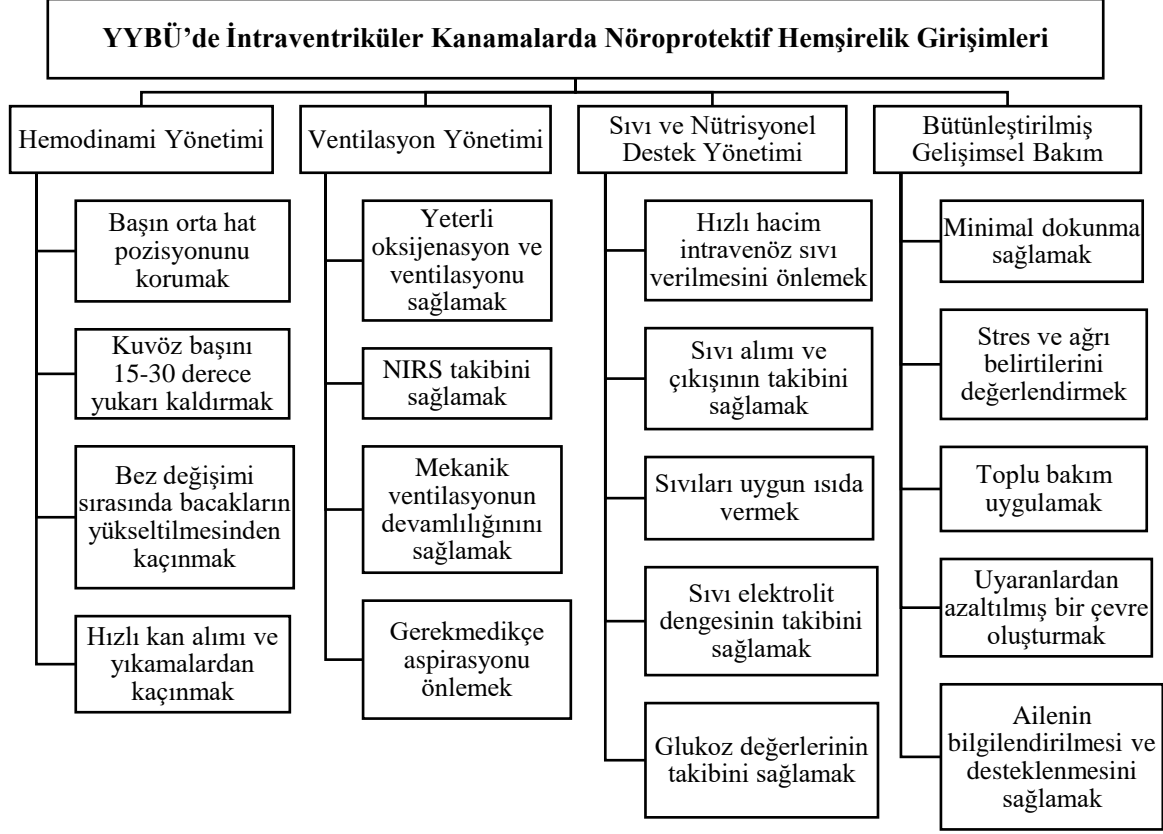 YYBÜ’de İntraventriküler Kanamalarda Nöroprotektif Hemşirelik Girişimleri
Hemodinami Yönetimi
Başın orta hat
pozisyonunu
korumak
Kuvöz başını
15-30 derece
yukarı kaldırmak
Bez değişimi
sırasında bacakların
yükseltilmesinden
kaçınmak
Hızlı kan alımı ve
yıkamalardan
kaçınmak
Ventilasyon Yönetimi
Yeterli
oksijenasyon ve
ventilasyonu
sağlamak
NIRS takibini
sağlamak
Mekanik
ventilasyonun
devamlılığınını
sağlamak
Gerekmedikçe
aspirasyonu
önlemek
Sıvı ve Nütrisyonel
Destek Yönetimi
Hızlı hacim
intravenöz sıvı
verilmesini önlemek
Sıvı alımı ve
çıkışının takibini
sağlamak
Sıvıları uygun ısıda
vermek
Sıvı elektrolit
dengesinin takibini
sağlamak
Glukoz değerlerinin
takibini sağlamak
Bütünleştirilmiş
Gelişimsel Bakım
Minimal dokunma
sağlamak
Stres ve ağrı
belirtilerini
değerlendirmek
Toplu bakım
uygulamak
Uyaranlardan
azaltılmış bir çevre
oluşturmak
Ailenin
bilgilendirilmesi ve
desteklenmesini
sağlamak